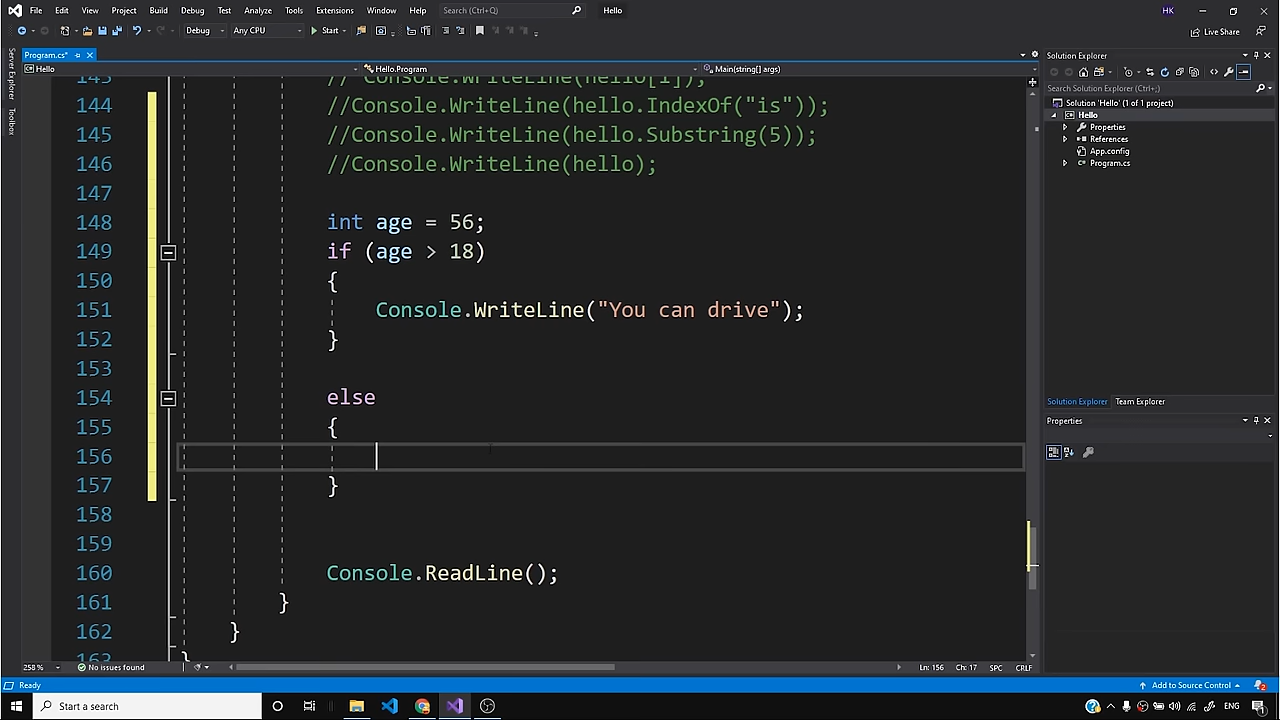 File Edit View Project Build Debug Test Analyze Tools Extensions Window Help Search (Ctrl+Q) Hello HK
Debug Any CPU Start Live Share
Server Explorer
Toolbox
Program.cs*
Hello Hello.Program Main(string[] args)
143 // Console.WriteLine(hello[i]);
144 //Console.WriteLine(hello.IndexOf("is"));
145 //Console.WriteLine(hello.Substring(5));
146 //Console.WriteLine(hello);
147
148 int age = 56;
149 if (age > 18)
150 {
151 Console.WriteLine("You can drive");
152 }
153
154 else
155 {
156
157 }
158
159
160 Console.ReadLine();
161 }
162 }
163 }
258 % No issues found Ln: 156 Ch: 17 SPC CRLF
Solution Explorer
Search Solution Explorer (Ctrl+;)
Solution 'Hello' (1 of 1 project)
Hello
Properties
References
App.config
C# Program.cs
Solution Explorer Team Explorer
Properties
Ready Add to Source Control 2
Start a search ENG